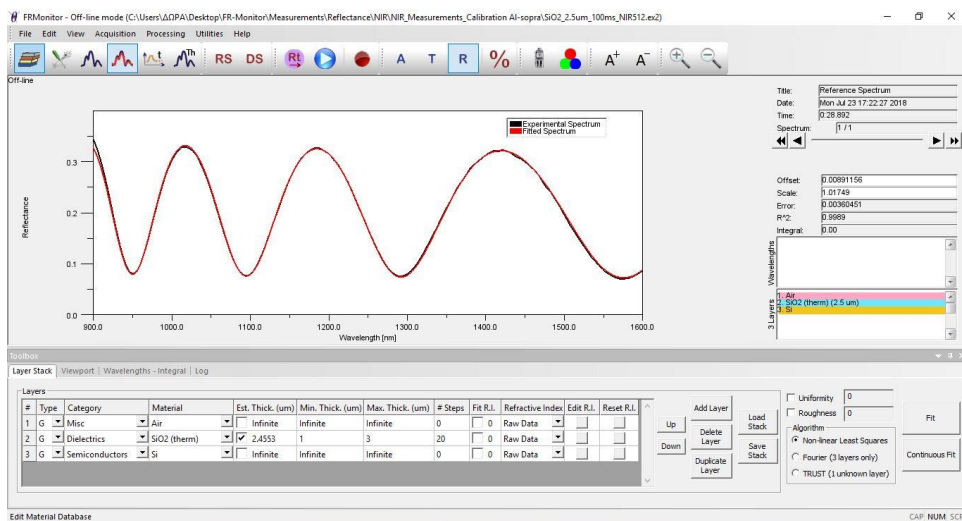 FRMonitor - Off-line mode (C:\Users\ΔΩΡΑ\Desktop\FR-Monitor\Measurements\Reflectance\NIR\NIR_Measurements_Calibration Al-sopra\SiO2_2.5um_100ms_NIR512.ex2)
File Edit View Acquisition Processing Utilities Help
Th RS DS Rt A T R % A+ A-
Off-line
Experimental Spectrum
Fitted Spectrum
Reflectance
0.3
0.2
0.1
0.0
900.0 1000.0 1100.0 1200.0 1300.0 1400.0 1500.0 1600.0
Wavelength [nm]
Title: Reference Spectrum
Date: Mon Jul 23 17:22:27 2018
Time: 0:28.892
Spectrum: 1 / 1
Offset: 0.00891156
Scale: 1.01749
Error: 0.00360451
R^2: 0.9989
Integral: 0.00
Wavelengths
3 Layers
1. Air
2. SiO2 (therm) (2.5 um)
3. Si
Toolbox
Layer Stack Viewport Wavelengths - Integral Log
Layers
# Type Category Material Est. Thick. (um) Min. Thick. (um) Max. Thick. (um) # Steps Fit R.I. Refractive Index Edit R.I. Reset R.I.
1 G Misc Air Infinite Infinite Infinite 0 0 Raw Data
2 G Dielectrics SiO2 (therm) 2.4553 1 3 20 0 Raw Data
3 G Semiconductors Si Infinite Infinite Infinite 0 0 Raw Data
Up
Down
Add Layer
Delete Layer
Duplicate Layer
Load Stack
Save Stack
Uniformity 0
Roughness 0
Algorithm
Non-linear Least Squares
Fourier (3 layers only)
TRUST (1 unknown layer)
Fit
Continuous Fit
Edit Material Database
CAP NUM SCR